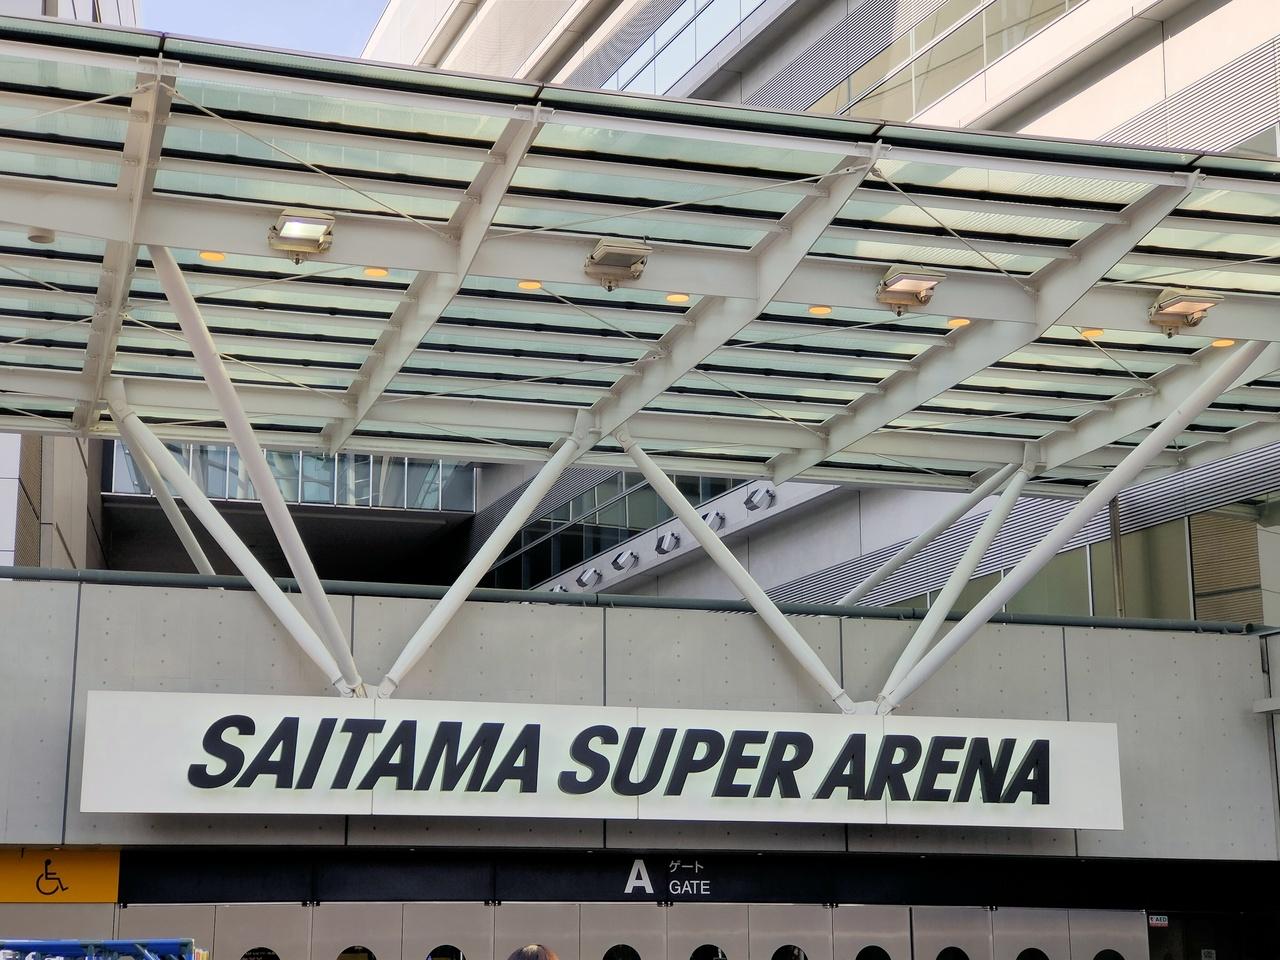 SAITAMA SUPER ARENA
A ゲート
GATE
AED